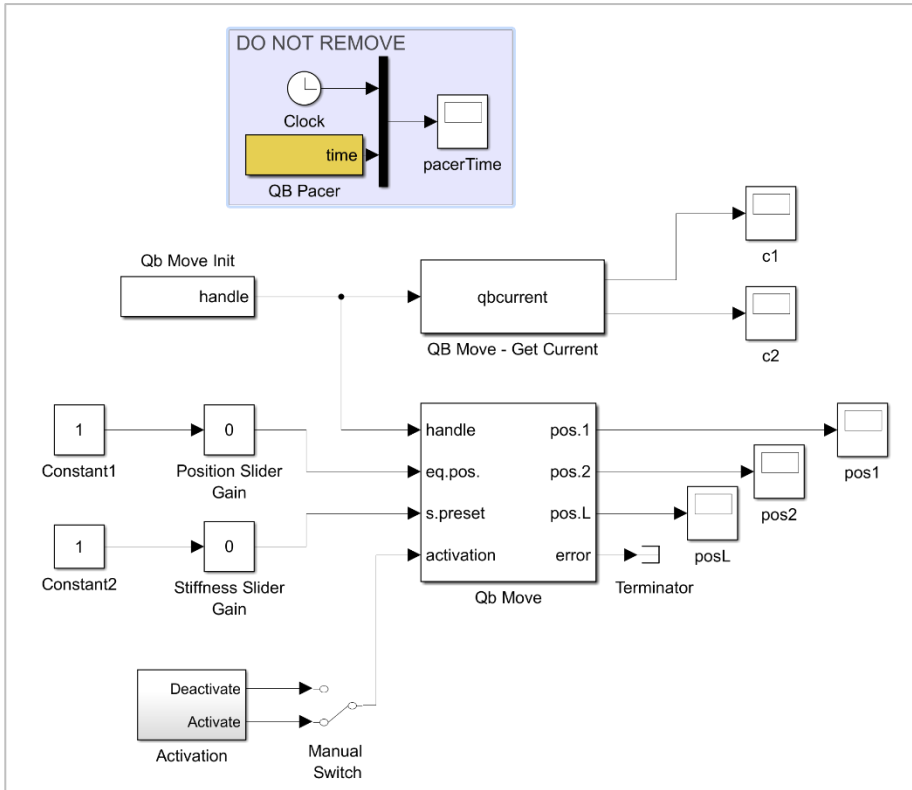 DO NOT REMOVE
Clock
time
QB Pacer
pacerTime
Qb Move Init
handle
qbcurrent
QB Move - Get Current
c1
c2
1
Constant1
0
Position Slider
Gain
1
Constant2
0
Stiffness Slider
Gain
handle
eq.pos.
s.preset
activation
pos.1
pos.2
pos.L
error
Qb Move
pos1
pos2
posL
Terminator
Deactivate
Activate
Activation
Manual
Switch